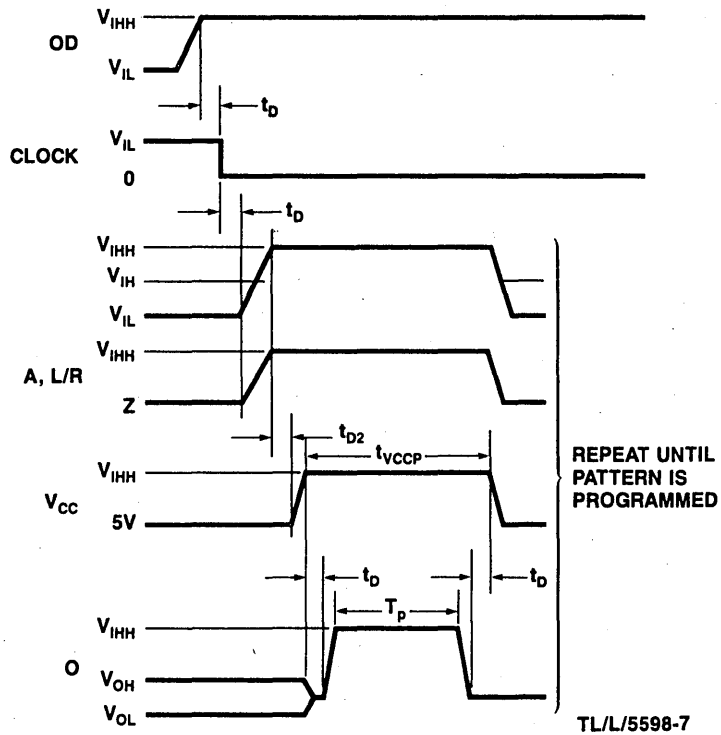 OD
V_IHH
V_IL
t_D
CLOCK
V_IL
0
t_D
V_IHH
V_IH
V_IL
A, L/R
V_IHH
Z
t_D2
t_VCCP
V_CC
V_IHH
5V
REPEAT UNTIL
PATTERN IS
PROGRAMMED
t_D
t_D
T_p
O
V_IHH
V_OH
V_OL
TL/L/5598-7